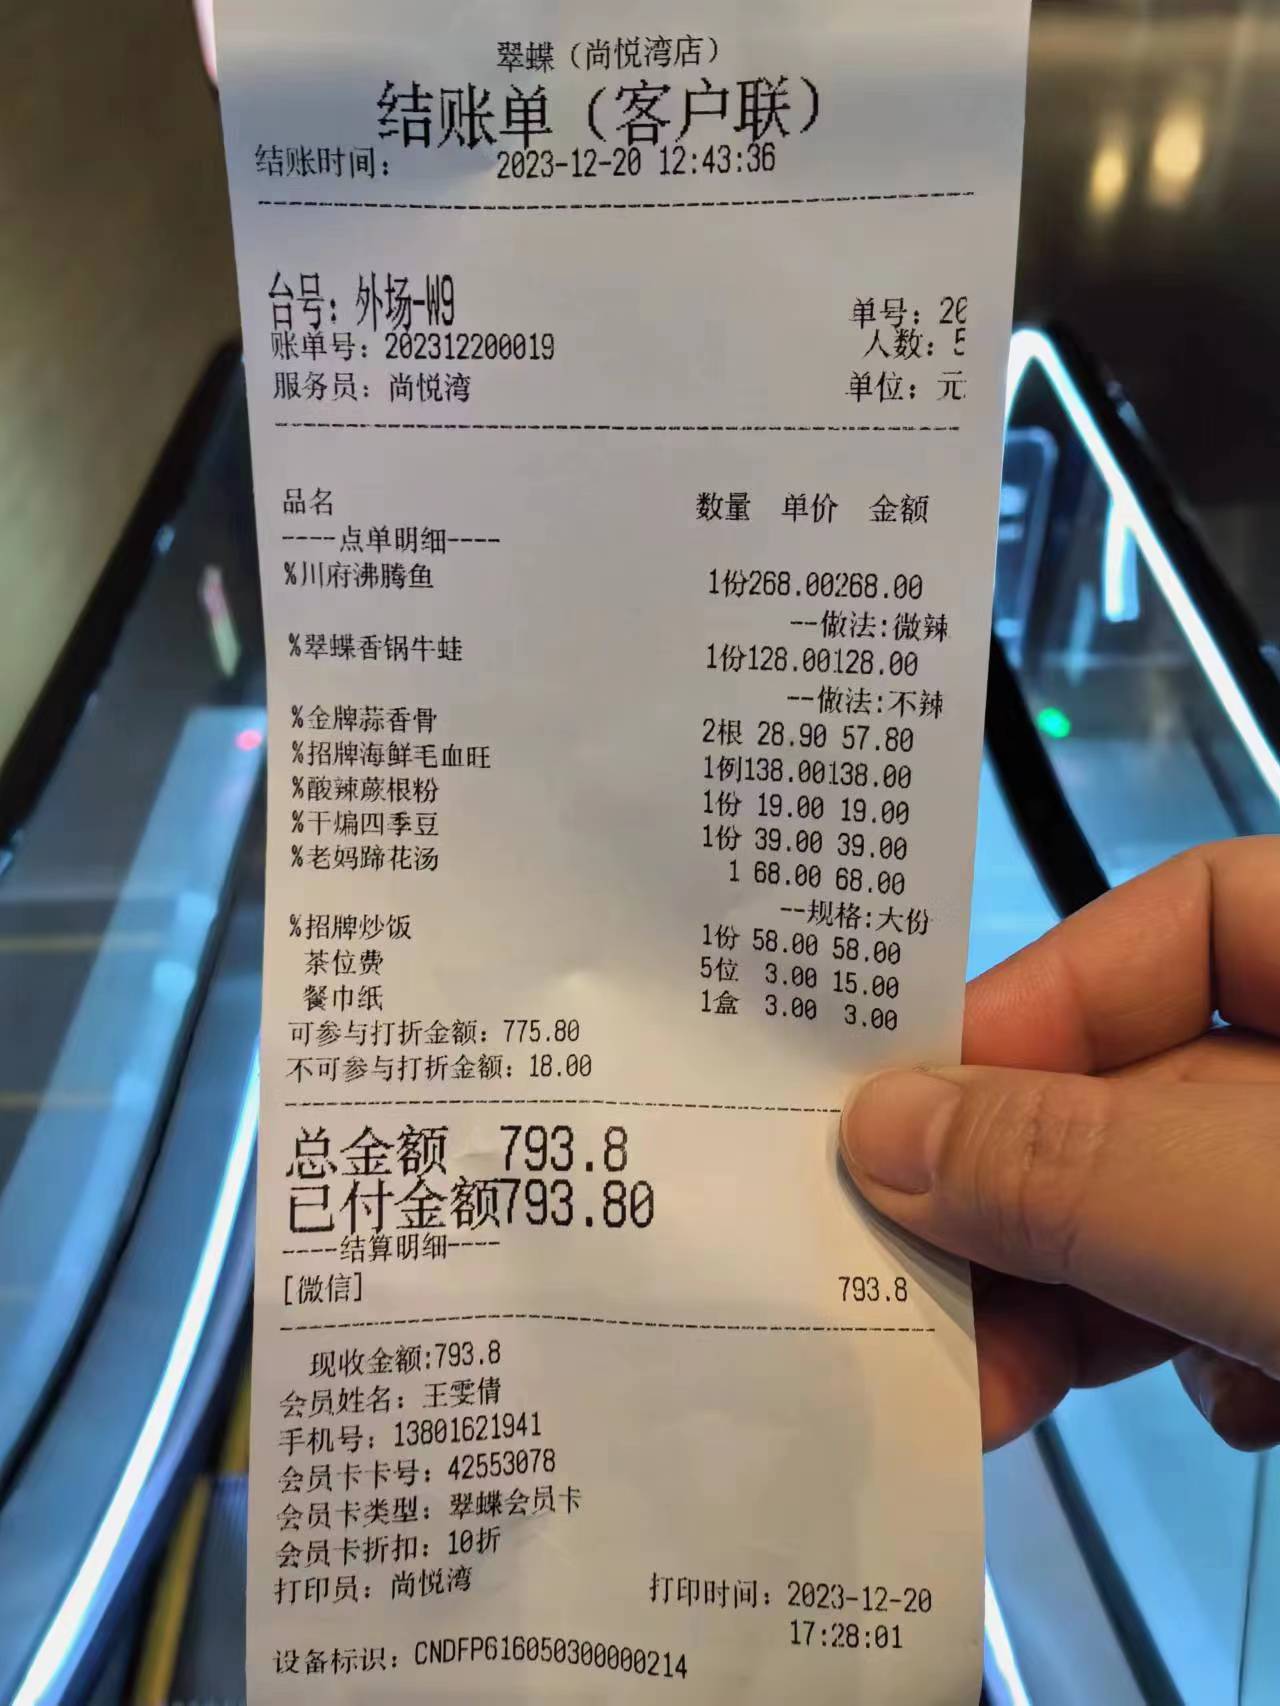 翠蝶（尚悦湾店）
结账单（客户联）
结账时间： 2023-12-20 12:43:36
台号：外场-W9
单号：20
账单号：202312200019
人数：5
服务员：尚悦湾
单位：元
品名 数量 单价 金额
----点单明细----
%川府沸腾鱼 1份268.00268.00
--做法:微辣
%翠蝶香锅牛蛙 1份128.00128.00
--做法:不辣
%金牌蒜香骨 2根 28.90 57.80
%招牌海鲜毛血旺 1例138.00138.00
%酸辣蕨根粉 1份 19.00 19.00
%干煸四季豆 1份 39.00 39.00
%老妈蹄花汤 1 68.00 68.00
--规格:大份
%招牌炒饭 1份 58.00 58.00
茶位费 5位 3.00 15.00
餐巾纸 1盒 3.00 3.00
可参与打折金额：775.80
不可参与打折金额：18.00
总金额 793.8
已付金额793.80
----结算明细----
[微信] 793.8
现收金额:793.8
会员姓名：王雯倩
手机号：13801621941
会员卡卡号：42553078
会员卡类型：翠蝶会员卡
会员卡折扣：10折
打印员：尚悦湾 打印时间：2023-12-20
17:28:01
设备标识：CNDFP616050300000214